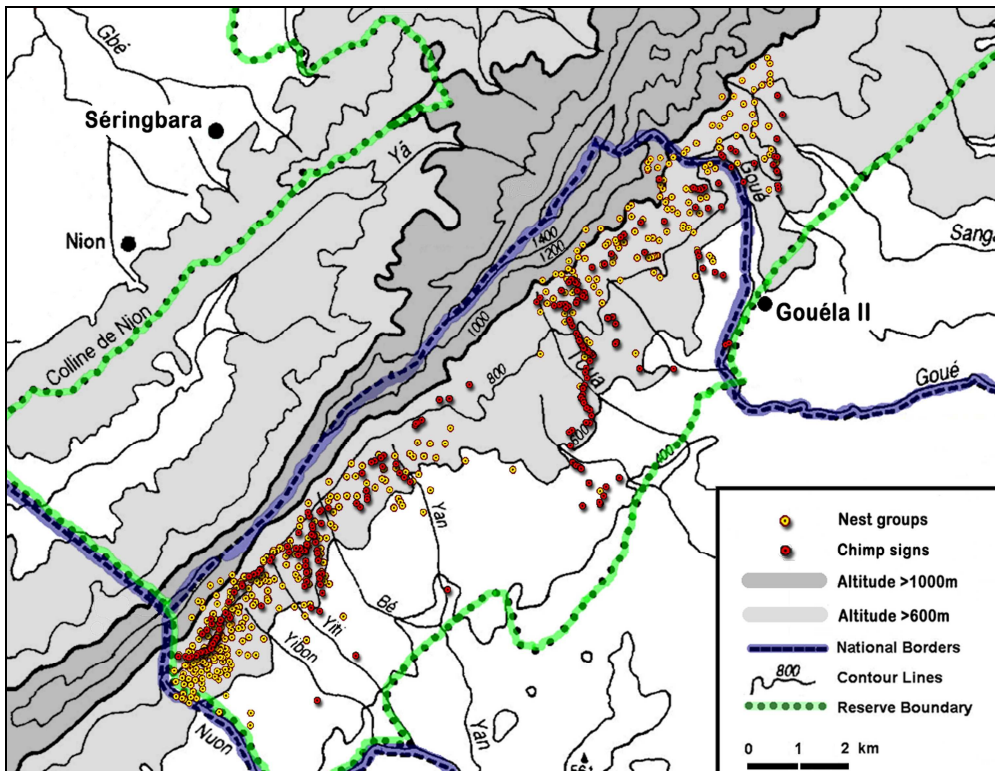 Gbé
Séringbara
Yá
Goué
Nion
1400
1200
Sanga
1000
Gouéla II
Colline de Nion
800
Goué
400
Yan
Nest groups
Chimp signs
Altitude >1000m
Bé
Altitude >600m
Yiti
Yibon
National Borders
800
Contour Lines
Reserve Boundary
Nuon
Yan
0 1 2 km
561